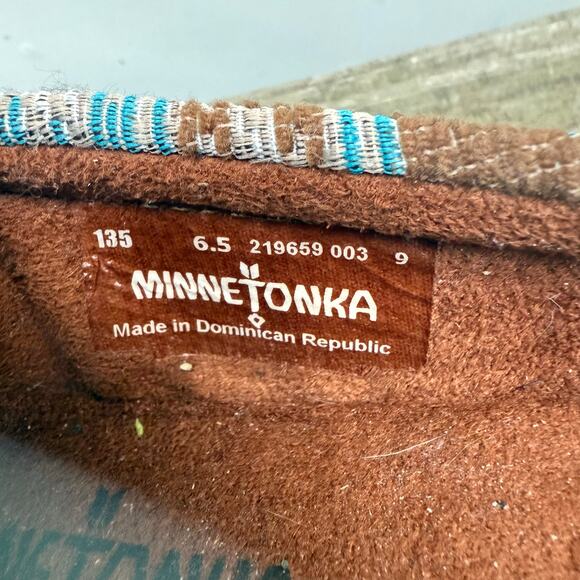 135 6.5 219659 003 9
MINNETONKA
Made in Dominican Republic